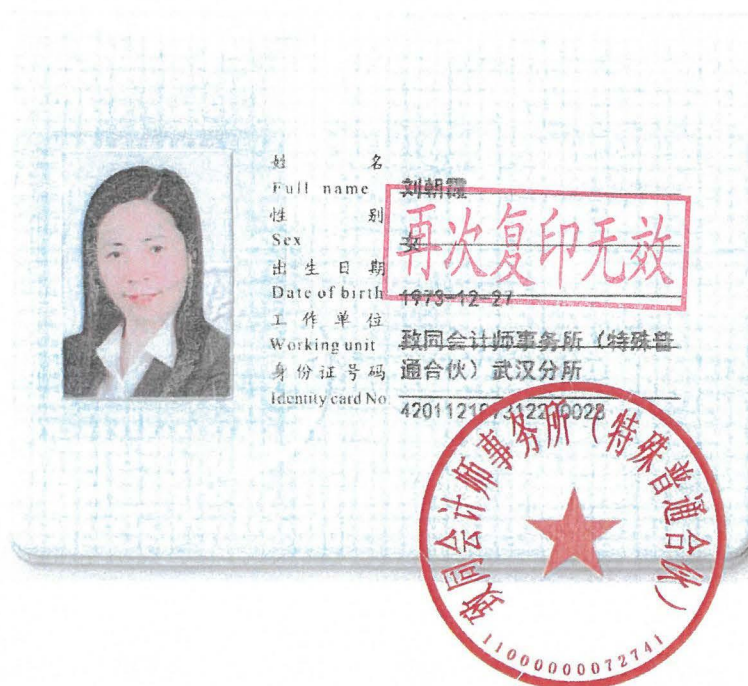 姓 名
Full name 刘朝霞
性 别
Sex 女
再次复印无效
出生日期
Date of birth 1973-12-27
工作单位
Working unit 致同会计师事务所（特殊普
通合伙）武汉分所
身份证号码
Identity card No
致同会计师事务所（特殊普通合伙）
11000000072741